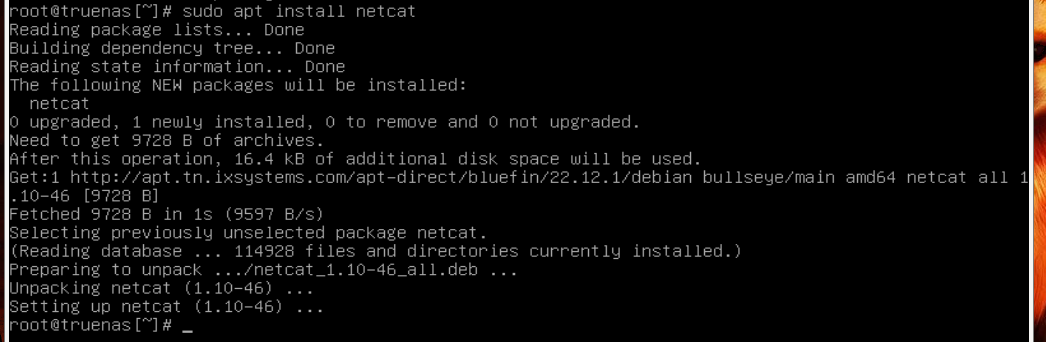 root@truenas[~]# sudo apt install netcat
Reading package lists... Done
Building dependency tree... Done
Reading state information... Done
The following NEW packages will be installed:
  netcat
0 upgraded, 1 newly installed, 0 to remove and 0 not upgraded.
Need to get 9728 B of archives.
After this operation, 16.4 kB of additional disk space will be used.
Get:1 http://apt.tn.ixsystems.com/apt-direct/bluefin/22.12.1/debian bullseye/main amd64 netcat all 1
.10-46 [9728 B]
Fetched 9728 B in 1s (9597 B/s)
Selecting previously unselected package netcat.
(Reading database ... 114928 files and directories currently installed.)
Preparing to unpack .../netcat_1.10-46_all.deb ...
Unpacking netcat (1.10-46) ...
Setting up netcat (1.10-46) ...
root@truenas[~]# _